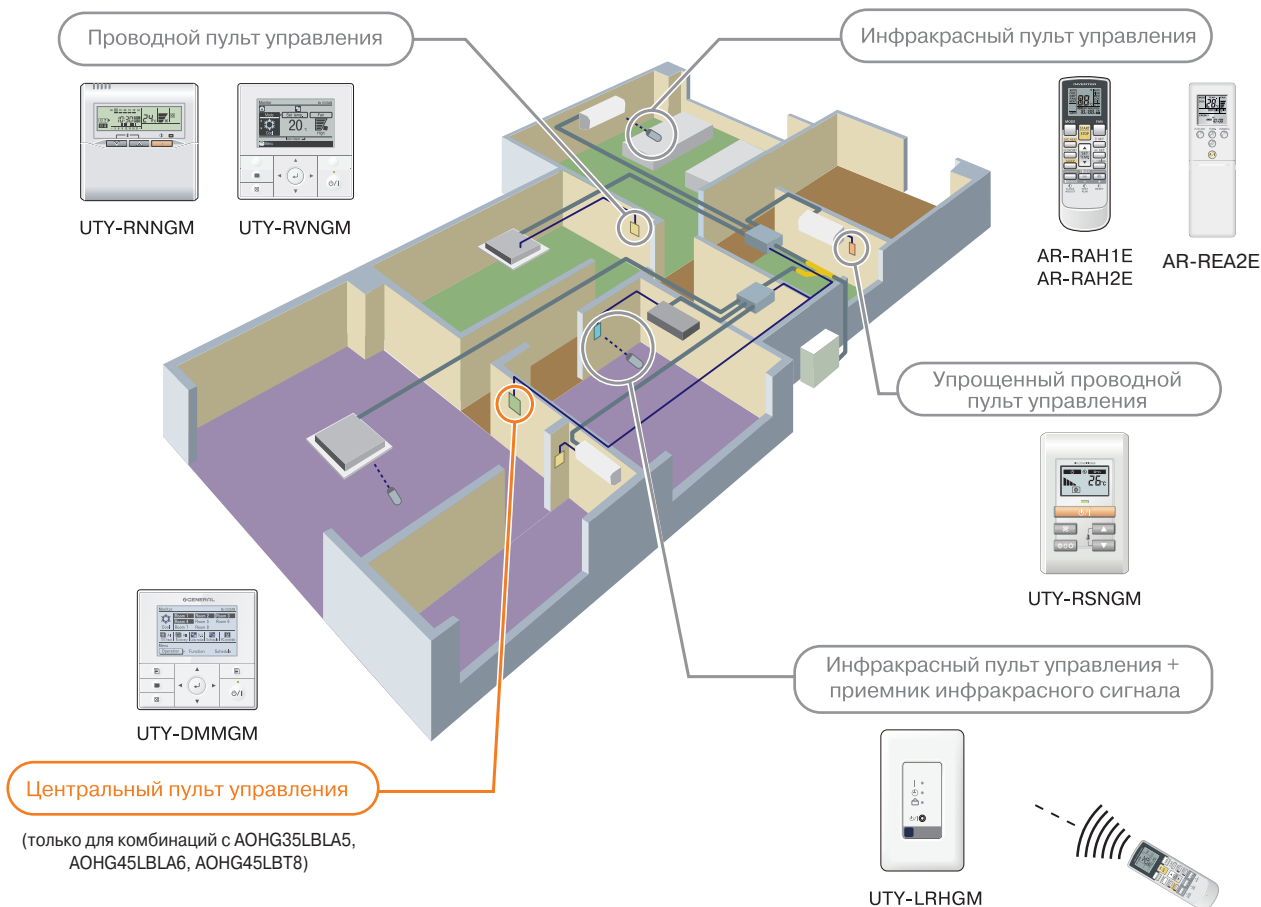 Проводной пульт управления
Инфракрасный пульт управления
UTY-RNNGM
UTY-RVNGM
AR-RAH1E
AR-RAH2E
AR-REA2E
Упрощенный проводной
пульт управления
UTY-RSNGM
Инфракрасный пульт управления +
приемник инфракрасного сигнала
UTY-LRHGM
GENERAL
UTY-DMMGM
Центральный пульт управления
(только для комбинаций с AOHG35LBLA5,
AOHG45LBLA6, AOHG45LBT8)